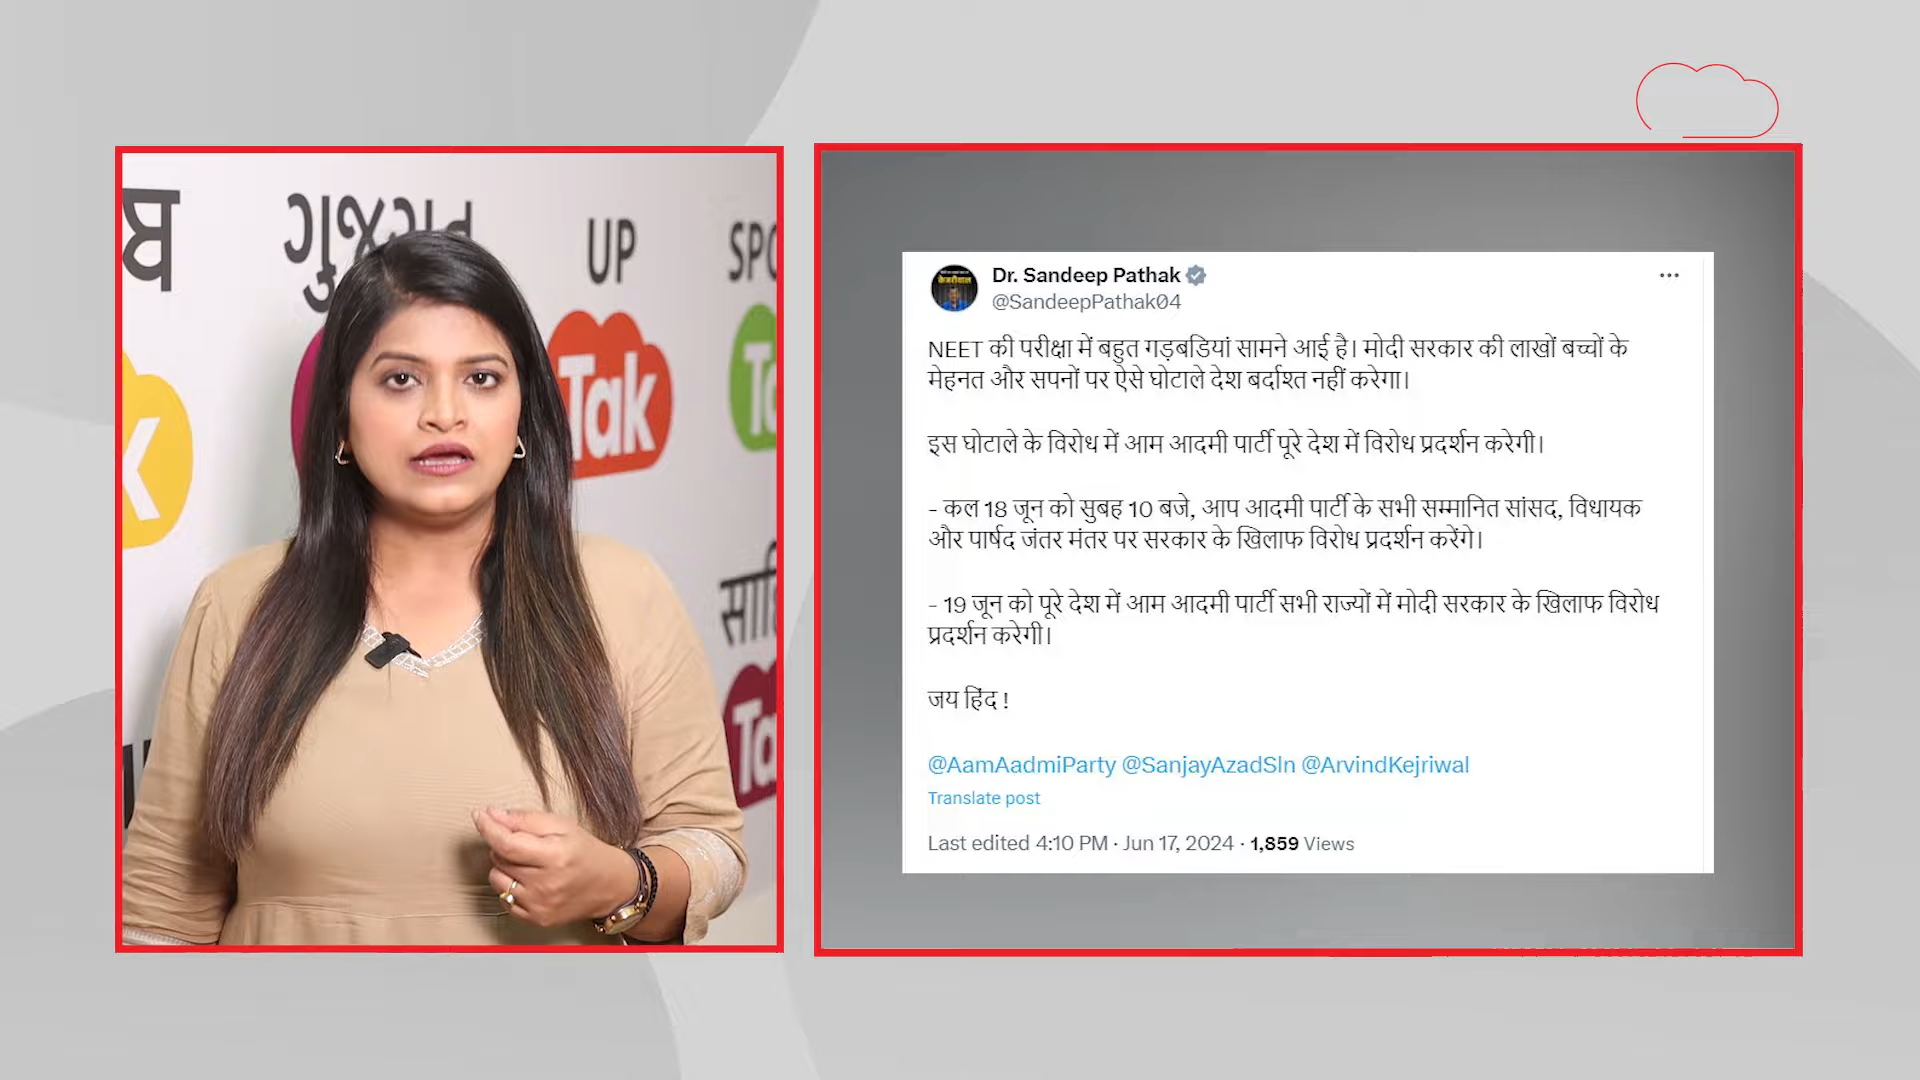 ગુજરાત
UP
Tak
k
Ta
Dr. Sandeep Pathak
@SandeepPathak04
NEET की परीक्षा में बहुत गड़बडियां सामने आई है। मोदी सरकार की लाखों बच्चों के
मेहनत और सपनों पर ऐसे घोटाले देश बर्दाश्त नहीं करेगा।
इस घोटाले के विरोध में आम आदमी पार्टी पूरे देश में विरोध प्रदर्शन करेगी।
- कल 18 जून को सुबह 10 बजे, आप आदमी पार्टी के सभी सम्मानित सांसद, विधायक
और पार्षद जंतर मंतर पर सरकार के खिलाफ विरोध प्रदर्शन करेंगे।
- 19 जून को पूरे देश में आम आदमी पार्टी सभी राज्यों में मोदी सरकार के खिलाफ विरोध
प्रदर्शन करेगी।
जय हिंद !
@AamAadmiParty @SanjayAzadSln @ArvindKejriwal
Translate post
Last edited 4:10 PM · Jun 17, 2024 · 1,859 Views